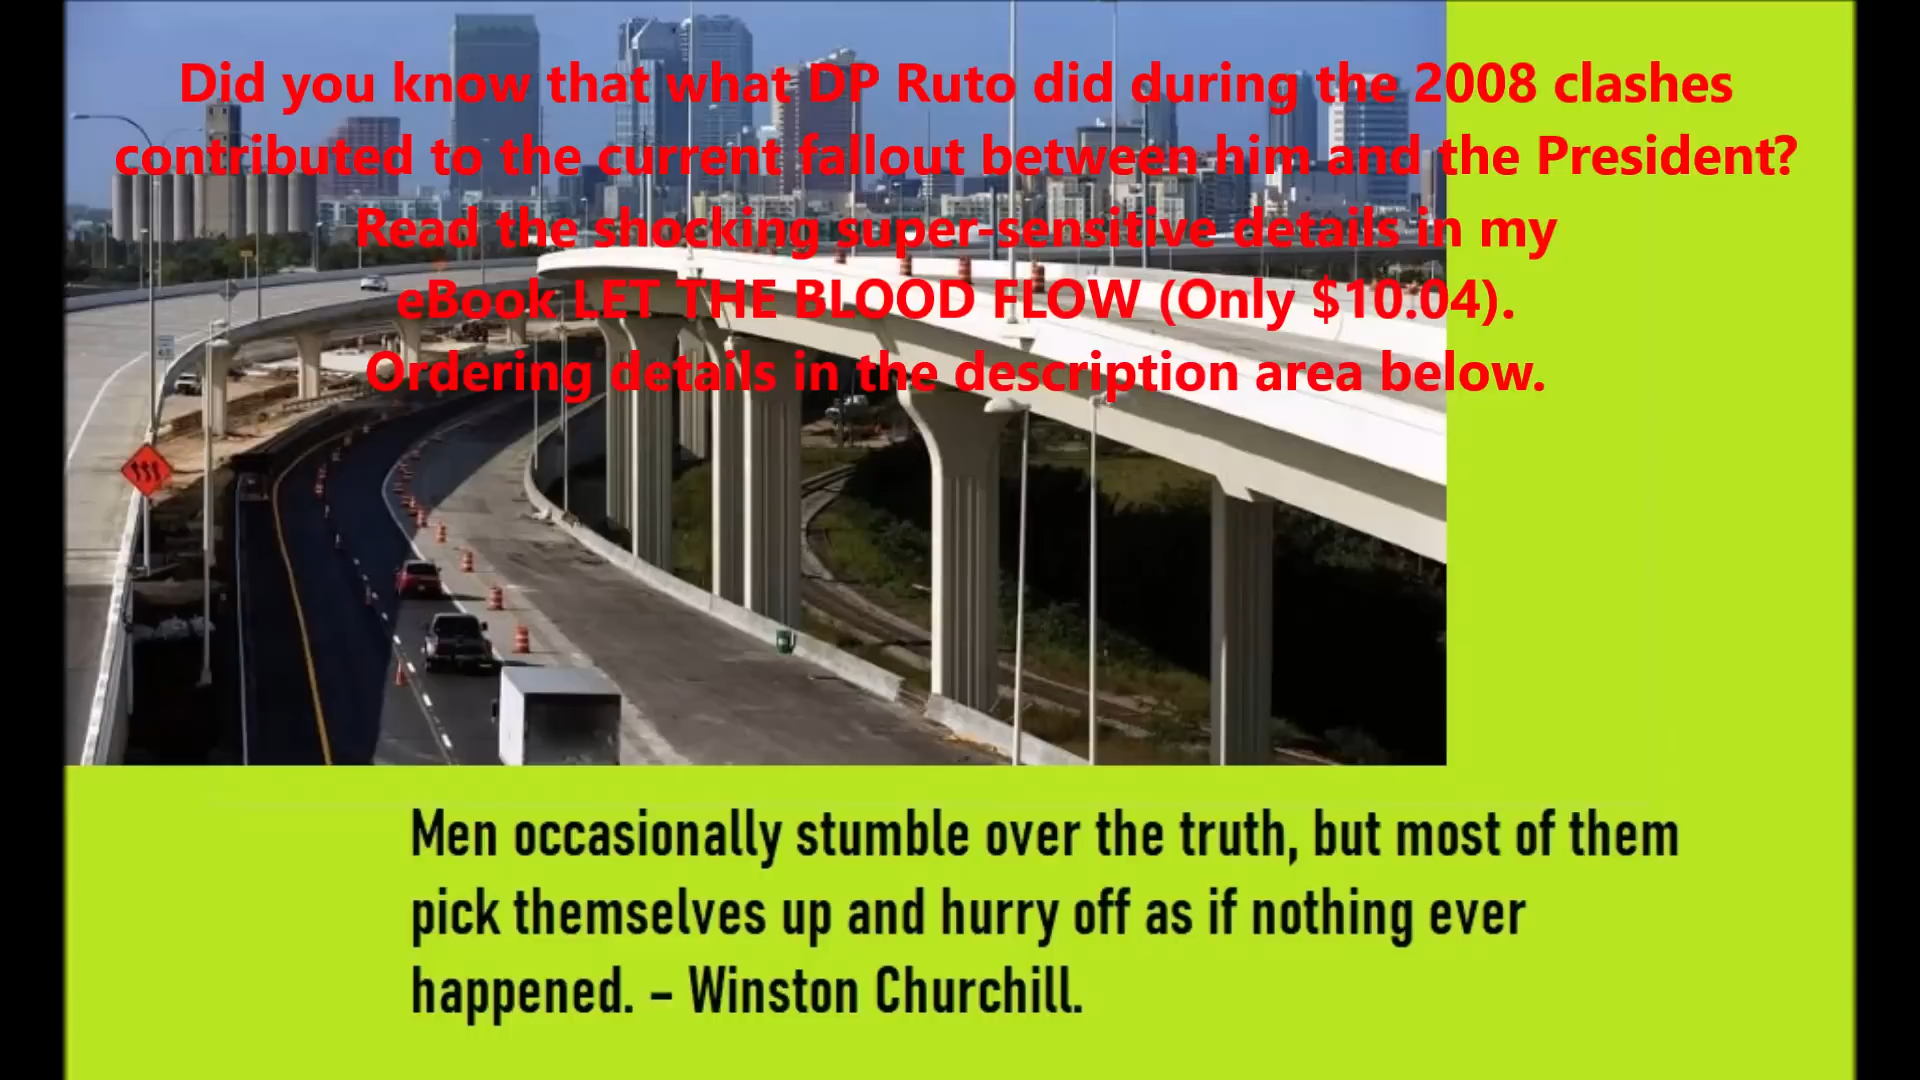 Did you know that what DP Ruto did during the 2008 clashes
contributed to the current fallout between him and the President?
Read the shocking super-sensitive details in my
eBook LET THE BLOOD FLOW (Only $10.04).
Ordering details in the description area below.
Men occasionally stumble over the truth, but most of them
pick themselves up and hurry off as if nothing ever
happened. – Winston Churchill.